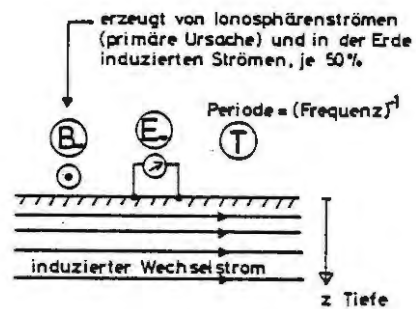 erzeugt von Ionosphärenströmen
(primäre Ursache) und in der Erde
induzierten Strömen, je 50%
Periode = (Frequenz)⁻¹
B~
E~
T
induzierter Wechselstrom
z Tiefe